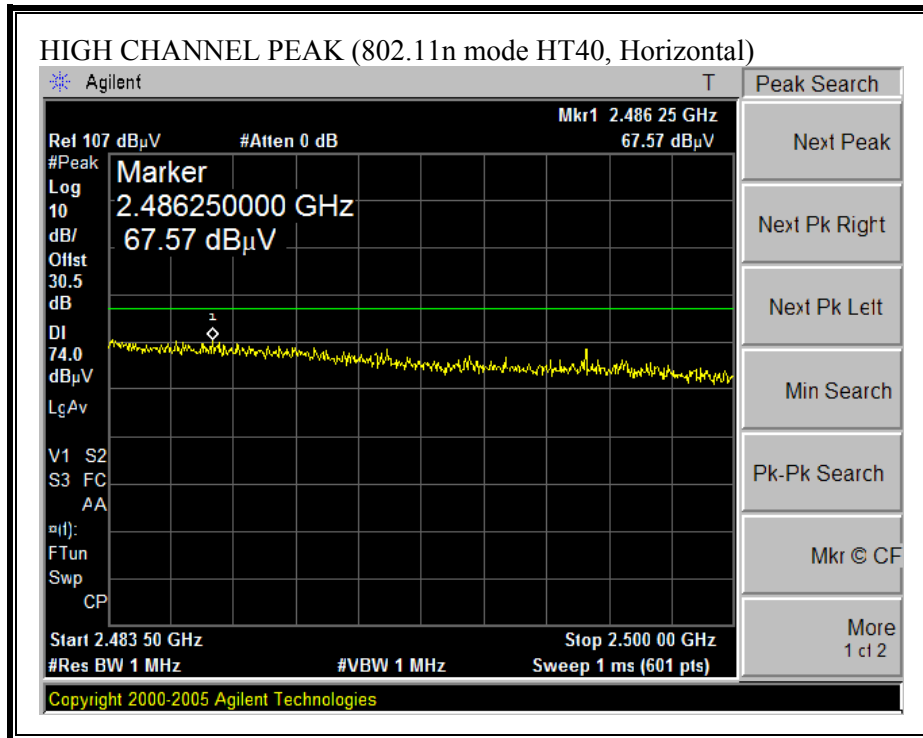 HIGH CHANNEL PEAK (802.11n mode HT40, Horizontal)
Agilent T Peak Search
Mkr1 2.486 25 GHz
Ref 107 dBµV #Atten 0 dB 67.57 dBµV
#Peak
Log
10
dB/
Offst
30.5
dB
DI
74.0
dBµV
LgAv
V1 S2
S3 FC
AA
¤(f):
FTun
Swp
CP
Marker
2.486250000 GHz
67.57 dBµV
1
Start 2.483 50 GHz Stop 2.500 00 GHz
#Res BW 1 MHz #VBW 1 MHz Sweep 1 ms (601 pts)
Copyright 2000-2005 Agilent Technologies
Next Peak
Next Pk Right
Next Pk Left
Min Search
Pk-Pk Search
Mkr © CF
More
1 of 2